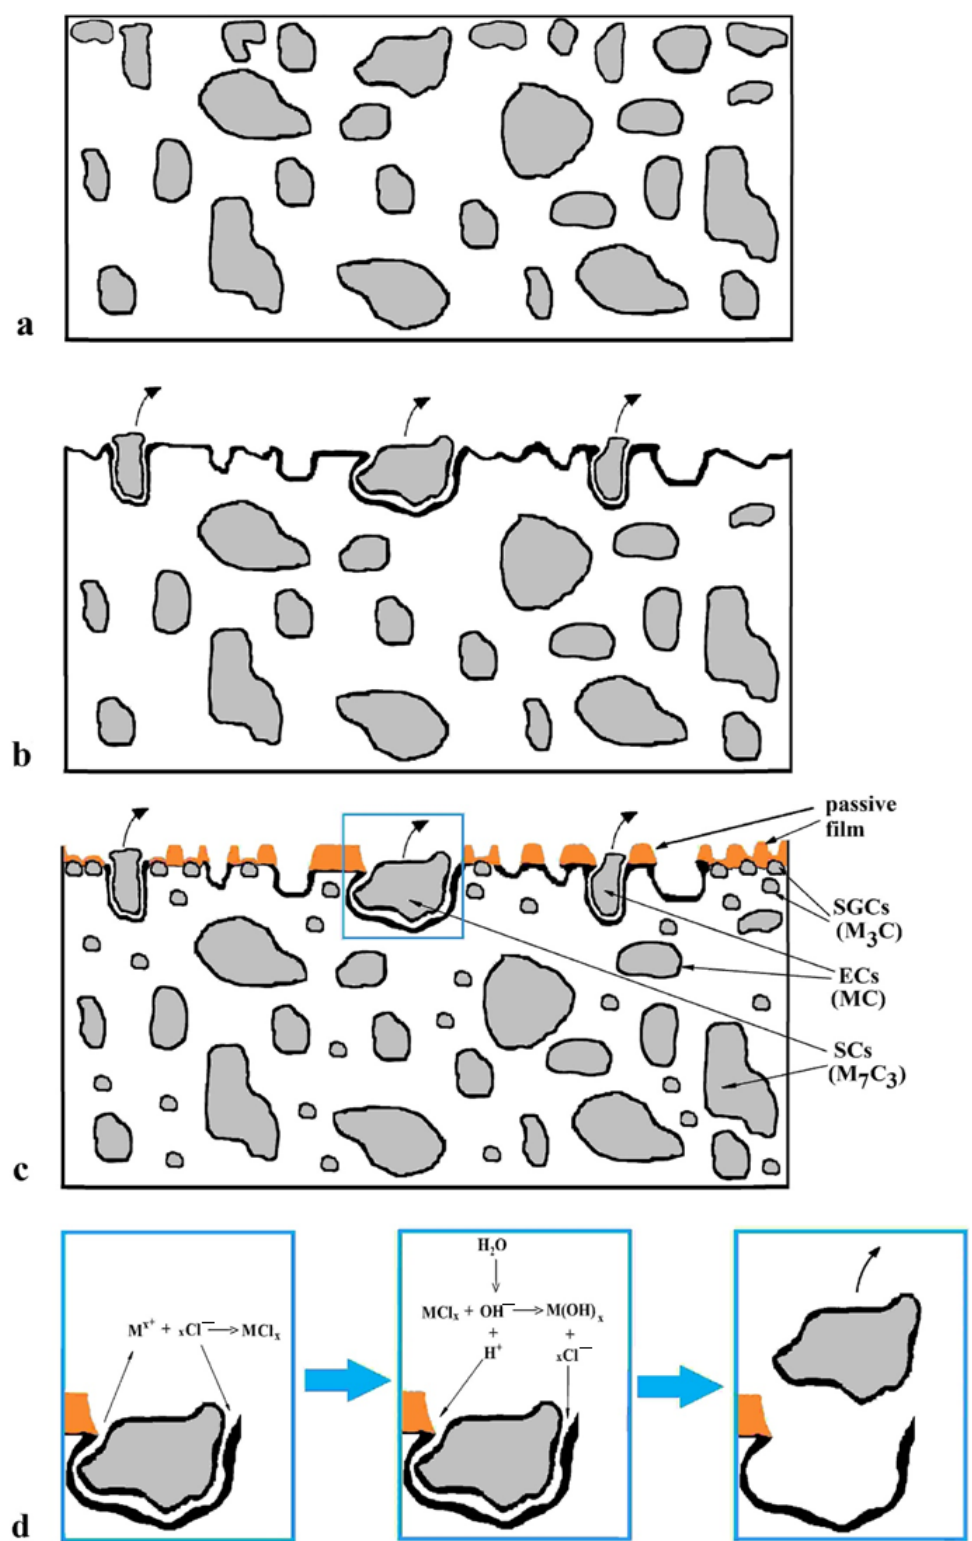 a
b
passive
film
SGCs
(M₃C)
ECs
(MC)
SCs
(M₇C₃)
c
Mˣ⁺ + ₓCl⁻ → MClₓ
H₂O
MClₓ + OH⁻ → M(OH)ₓ
+ +
H⁺ ₓCl⁻
d